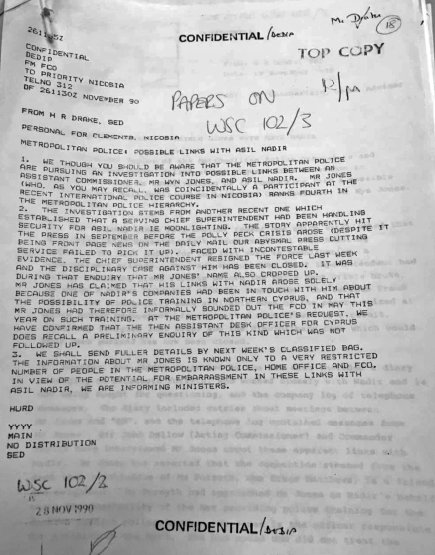 Mr Drake
18
261115Z
CONFIDENTIAL /DEDIP
TOP COPY
CONFIDENTIAL
DEDIP
FM FCO
TO PRIORITY NICOSIA
TELNO 312
OF 261130Z NOVEMBER 90
PAPERS ON
WSC 102/3
FROM H R DRAKE, SED
PERSONAL FOR CLEMENTS, NICOSIA
METROPOLITAN POLICE: POSSIBLE LINKS WITH ASIL NADIR
1. WE THOUGH YOU SHOULD BE AWARE THAT THE METROPOLITAN POLICE
ARE PURSUING AN INVESTIGATION INTO POSSIBLE LINKS BETWEEN AN
ASSISTANT COMMISSIONER, MR WYN JONES, AND ASIL NADIR. MR JONES
(WHO, AS YOU MAY RECALL, WAS COINCIDENTALLY A PARTICIPANT AT THE
RECENT INTERNATIONAL POLICE COURSE IN NICOSIA) RANKS FOURTH IN
THE METROPOLITAN POLICE HIERARCHY.
2. THE INVESTIGATION STEMS FROM ANOTHER RECENT ONE WHICH
ESTABLISHED THAT A SERVING CHIEF SUPERINTENDENT HAD BEEN HANDLING
SECURITY FOR ASIL NADIR IE MOONLIGHTING. THE STORY APPARENTLY HIT
THE PRESS IN SEPTEMBER BEFORE THE POLLY PECK CRISIS AROSE (DESPITE IT
BEING FRONT PAGE NEWS ON THE DAILY MAIL OUR ABYSMAL PRESS CUTTING
SERVICE FAILED TO PICK IT UP). FACED WITH INCONTESTABLE
EVIDENCE, THE CHIEF SUPERINTENDENT RESIGNED THE FORCE LAST WEEK
AND THE DISCIPLINARY CASE AGAINST HIM HAS BEEN CLOSED. IT WAS
DURING THAT ENQUIRY THAT MR JONES' NAME ALSO CROPPED UP.
MR JONES HAS CLAIMED THAT HIS LINKS WITH NADIR AROSE SOLELY
BECAUSE ONE OF NADIR'S COMPANIES HAD BEEN IN TOUCH WITH HIM ABOUT
THE POSSIBILITY OF POLICE TRAINING IN NORTHERN CYPRUS, AND THAT
MR JONES HAD THEREFORE INFORMALLY SOUNDED OUT THE FCO IN MAY THIS
YEAR ON SUCH TRAINING. AT THE METROPOLITAN POLICE'S REQUEST, WE
HAVE CONFIRMED THAT THE THEN ASSISTANT DESK OFFICER FOR CYPRUS
DOES RECALL A PRELIMINARY ENQUIRY OF THIS KIND WHICH WAS NOT
FOLLOWED UP.
3. WE SHALL SEND FULLER DETAILS BY NEXT WEEK'S CLASSIFIED BAG.
THE INFORMATION ABOUT MR JONES IS KNOWN ONLY TO A VERY RESTRICTED
NUMBER OF PEOPLE IN THE METROPOLITAN POLICE, HOME OFFICE AND FCO.
IN VIEW OF THE POTENTIAL FOR EMBARRASSMENT IN THESE LINKS WITH
ASIL NADIR, WE ARE INFORMING MINISTERS.
HURD
YYYY
MAIN
NO DISTRIBUTION
SED
WSC 102/3
28 NOV 1990
CONFIDENTIAL /DEDIP